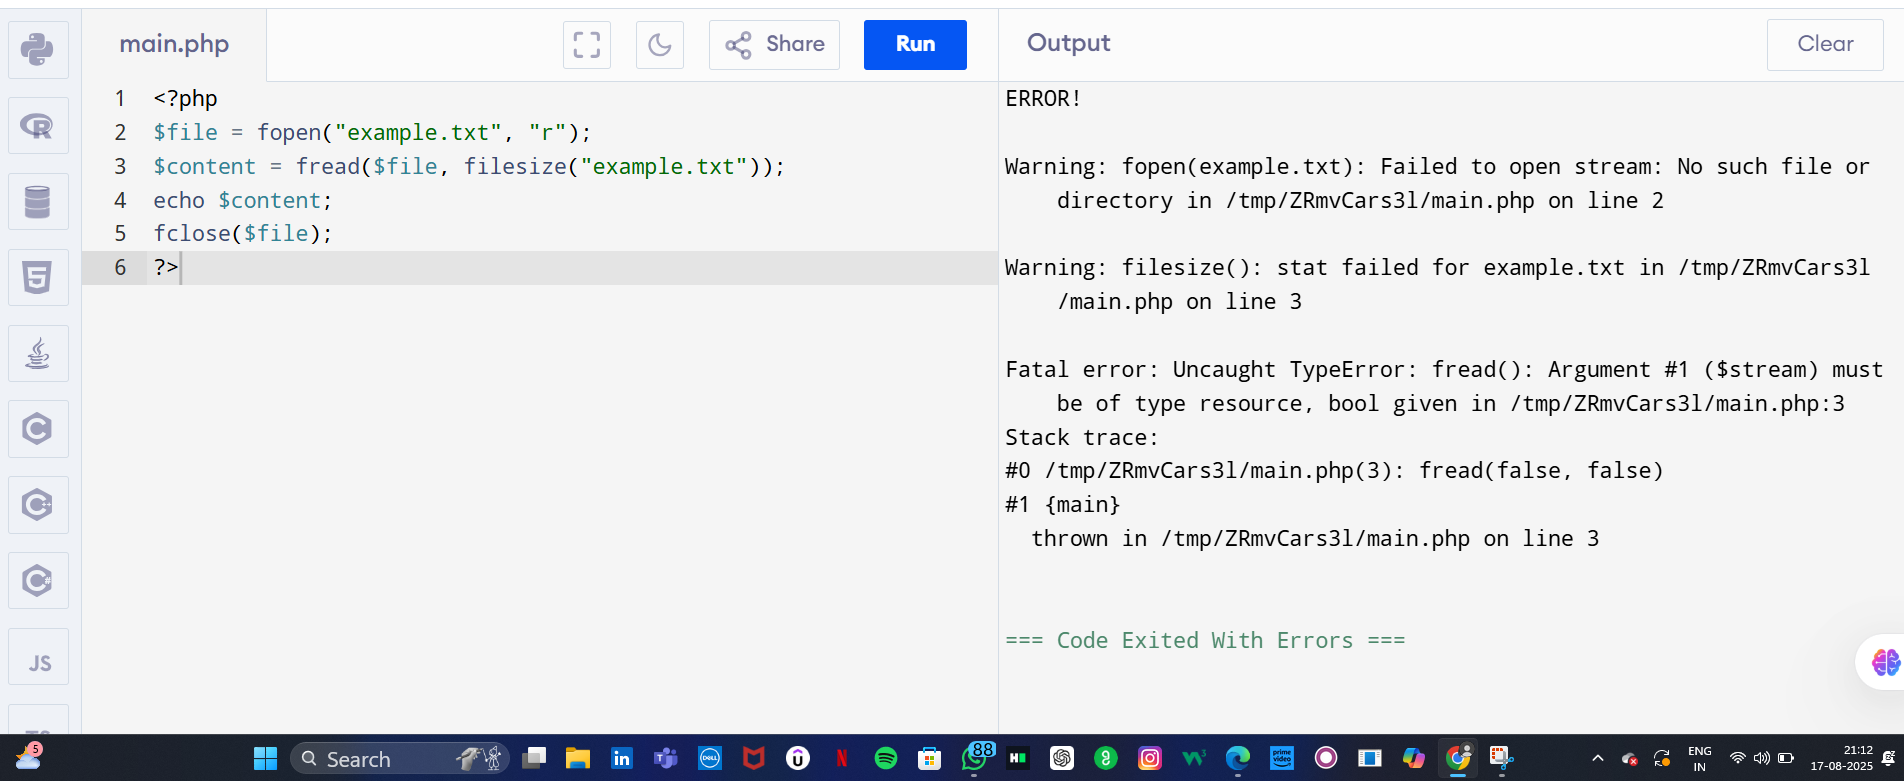 main.php
Share
Run
Output
Clear
1 <?php
2 $file = fopen("example.txt", "r");
3 $content = fread($file, filesize("example.txt"));
4 echo $content;
5 fclose($file);
6 ?>
ERROR!
Warning: fopen(example.txt): Failed to open stream: No such file or
directory in /tmp/ZRmvCars3l/main.php on line 2
Warning: filesize(): stat failed for example.txt in /tmp/ZRmvCars3l
/main.php on line 3
Fatal error: Uncaught TypeError: fread(): Argument #1 ($stream) must
be of type resource, bool given in /tmp/ZRmvCars3l/main.php:3
Stack trace:
#0 /tmp/ZRmvCars3l/main.php(3): fread(false, false)
#1 {main}
thrown in /tmp/ZRmvCars3l/main.php on line 3
=== Code Exited With Errors ===
R
5
C
C++
C#
JS
TS
5
Search
in
DELL
N
88
H
prime video
ENG
IN
21:12
17-08-2025